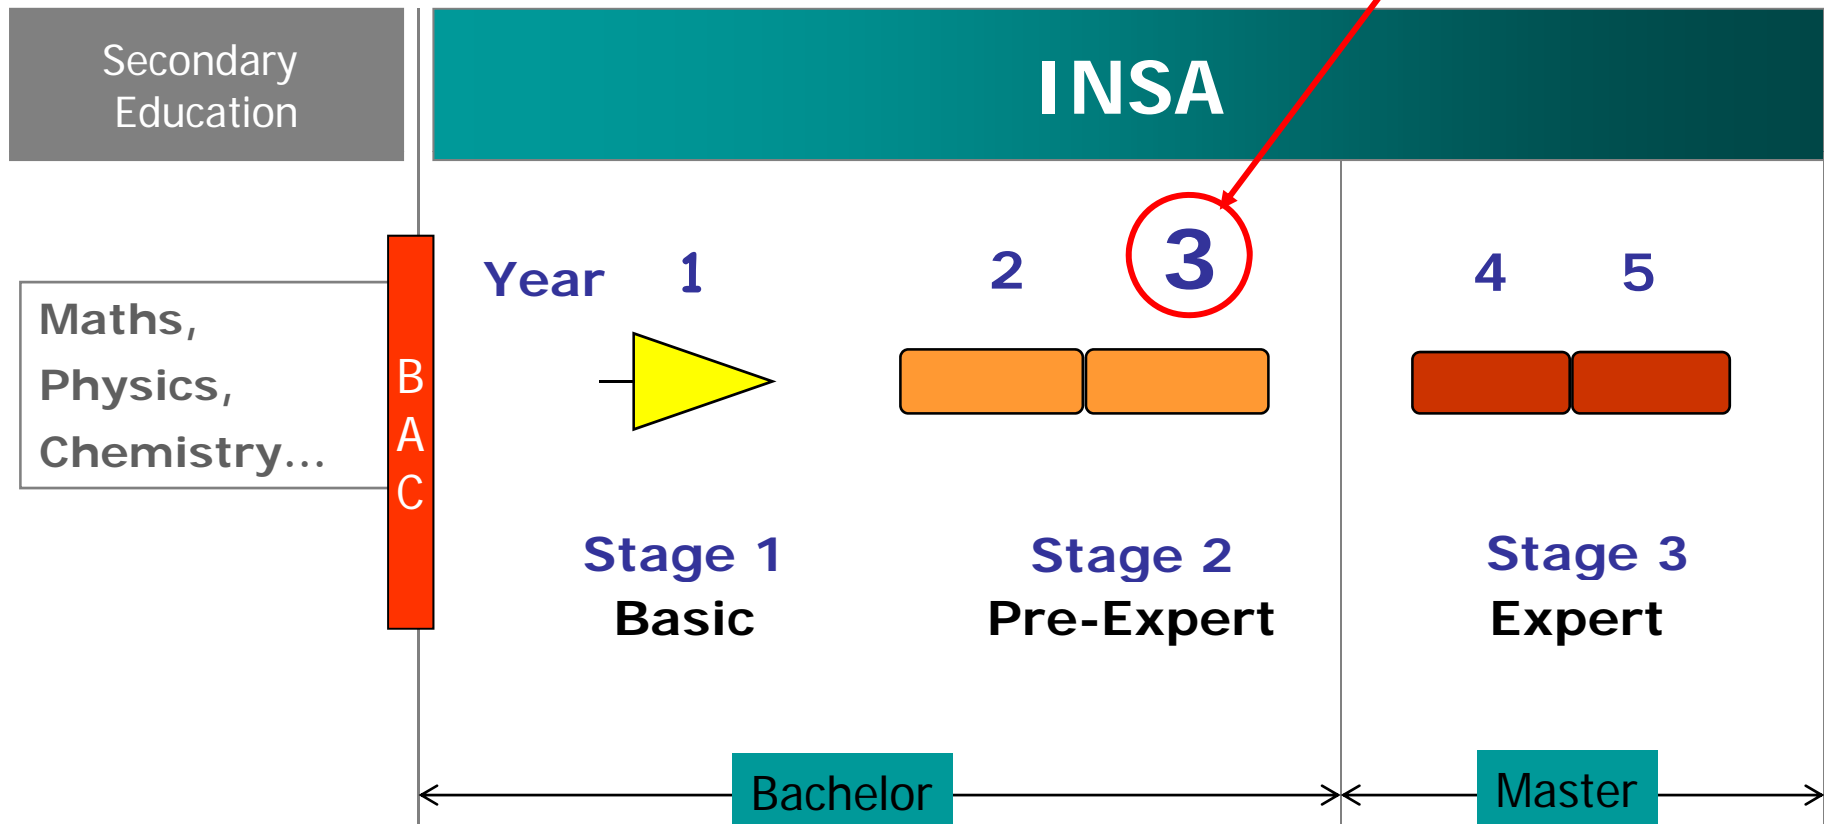 Secondary
Education
INSA
Maths,
Physics,
Chemistry...
B
A
C
Year 1 2 3 4 5
Stage 1
Basic
Stage 2
Pre-Expert
Stage 3
Expert
Bachelor
Master